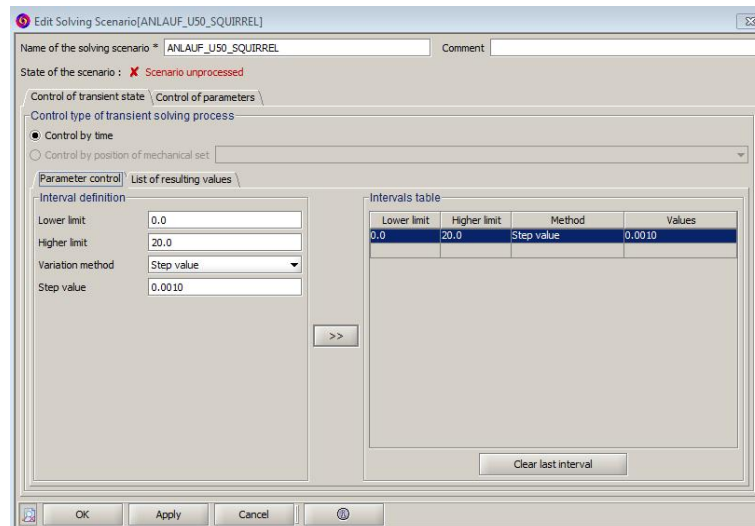 Edit Solving Scenario[ANLAUF_U50_SQUIRREL]
Name of the solving scenario * ANLAUF_U50_SQUIRREL Comment
State of the scenario : Scenario unprocessed
Control of transient state Control of parameters
Control type of transient solving process
Control by time
Control by position of mechanical set
Parameter control List of resulting values
Interval definition Intervals table
Lower limit 0.0 Lower limit Higher limit Method Values
0.0 20.0 Step value 0.0010
Higher limit 20.0
Variation method Step value
Step value 0.0010
>>
Clear last interval
OK Apply Cancel